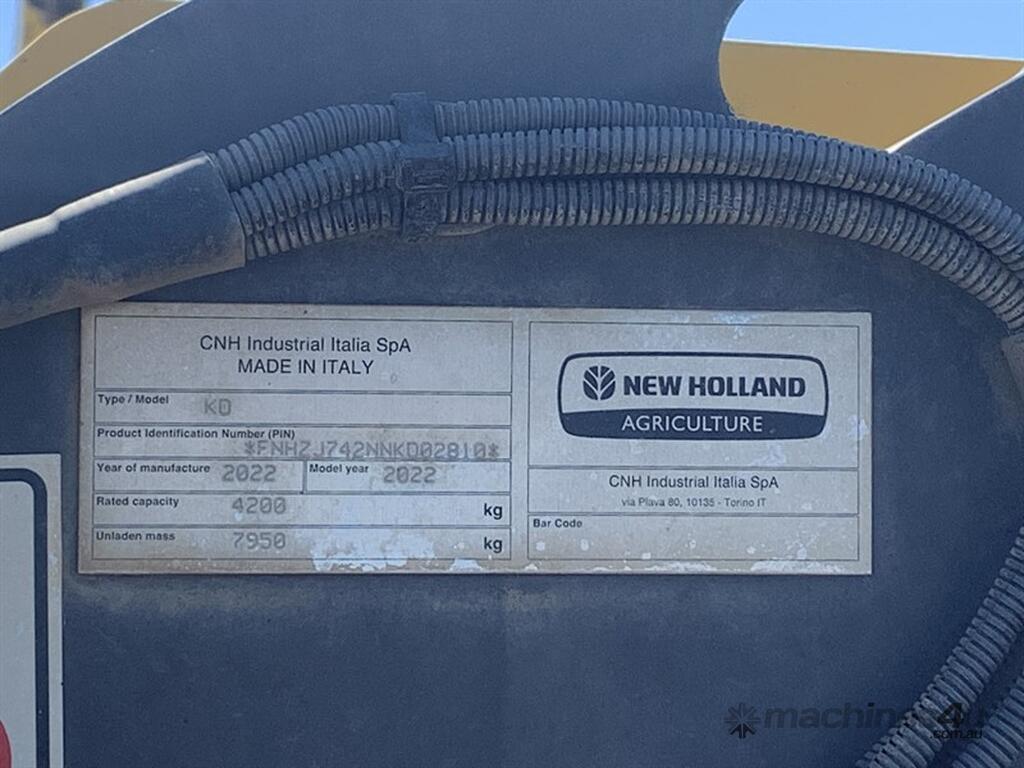 CNH Industrial Italia SpA
MADE IN ITALY
Type / Model KD
Product Identification Number (PIN)
*FNHZJ742NNKD02810*
Year of manufacture 2022 Model year 2022
Rated capacity 4200 kg
Unladen mass 7950 kg
NEW HOLLAND
AGRICULTURE
CNH Industrial Italia SpA
via Plava 80, 10135 - Torino IT
Bar Code
machines4u
.com.au